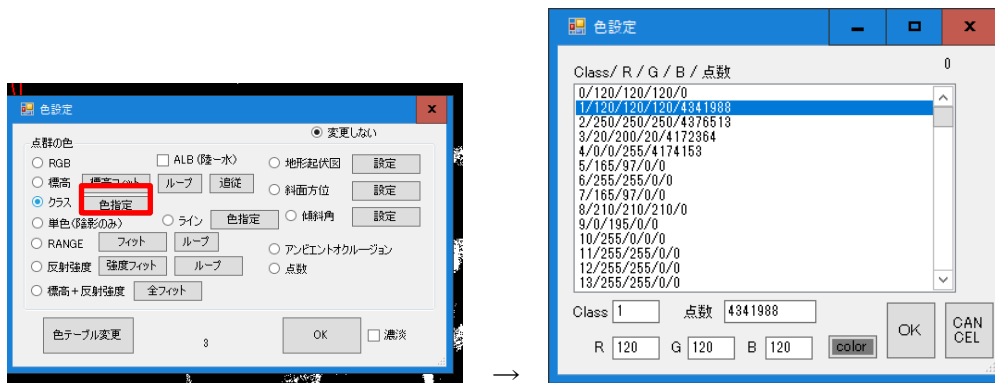 色設定
x
点群の色
変更しない
RGB
ALB (陸－水)
地形起伏図
設定
標高
標高フィット
ループ
追従
斜面方位
設定
クラス
色指定
単色(陰影のみ)
ライン
色指定
傾斜角
設定
RANGE
フィット
ループ
アンビエントオクルージョン
反射強度
強度フィット
ループ
点数
標高＋反射強度
全フィット
色テーブル変更
3
OK
濃淡
→
色設定
x
0
Class/ R / G / B / 点数
0/120/120/120/0
1/120/120/120/4341988
2/250/250/250/4376513
3/20/200/20/4172364
4/0/0/255/4174153
5/165/97/0/0
6/255/255/0/0
7/165/97/0/0
8/210/210/210/0
9/0/195/0/0
10/255/0/0/0
11/255/255/0/0
12/255/255/0/0
13/255/255/0/0
Class 1 点数 4341988
R 120 G 120 B 120 color
OK
CAN
CEL